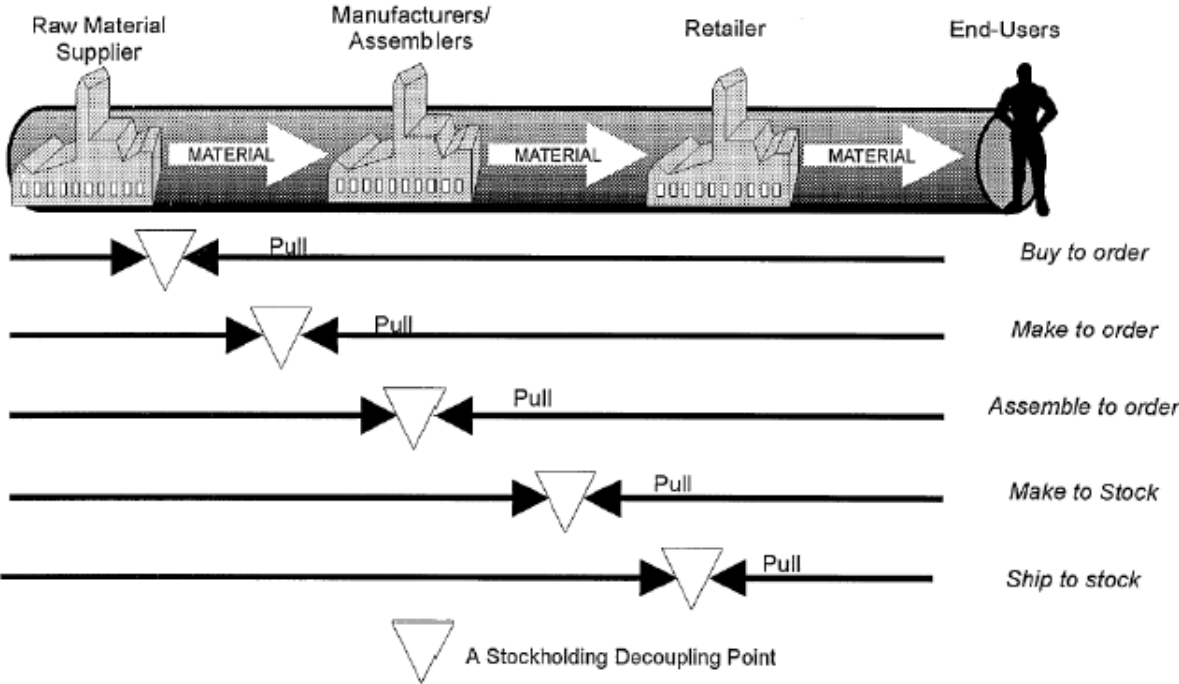 Raw Material
Supplier
Manufacturers/
Assemblers
Retailer
End-Users
MATERIAL
MATERIAL
MATERIAL
Pull
Buy to order
Pull
Make to order
Pull
Assemble to order
Pull
Make to Stock
Pull
Ship to stock
A Stockholding Decoupling Point